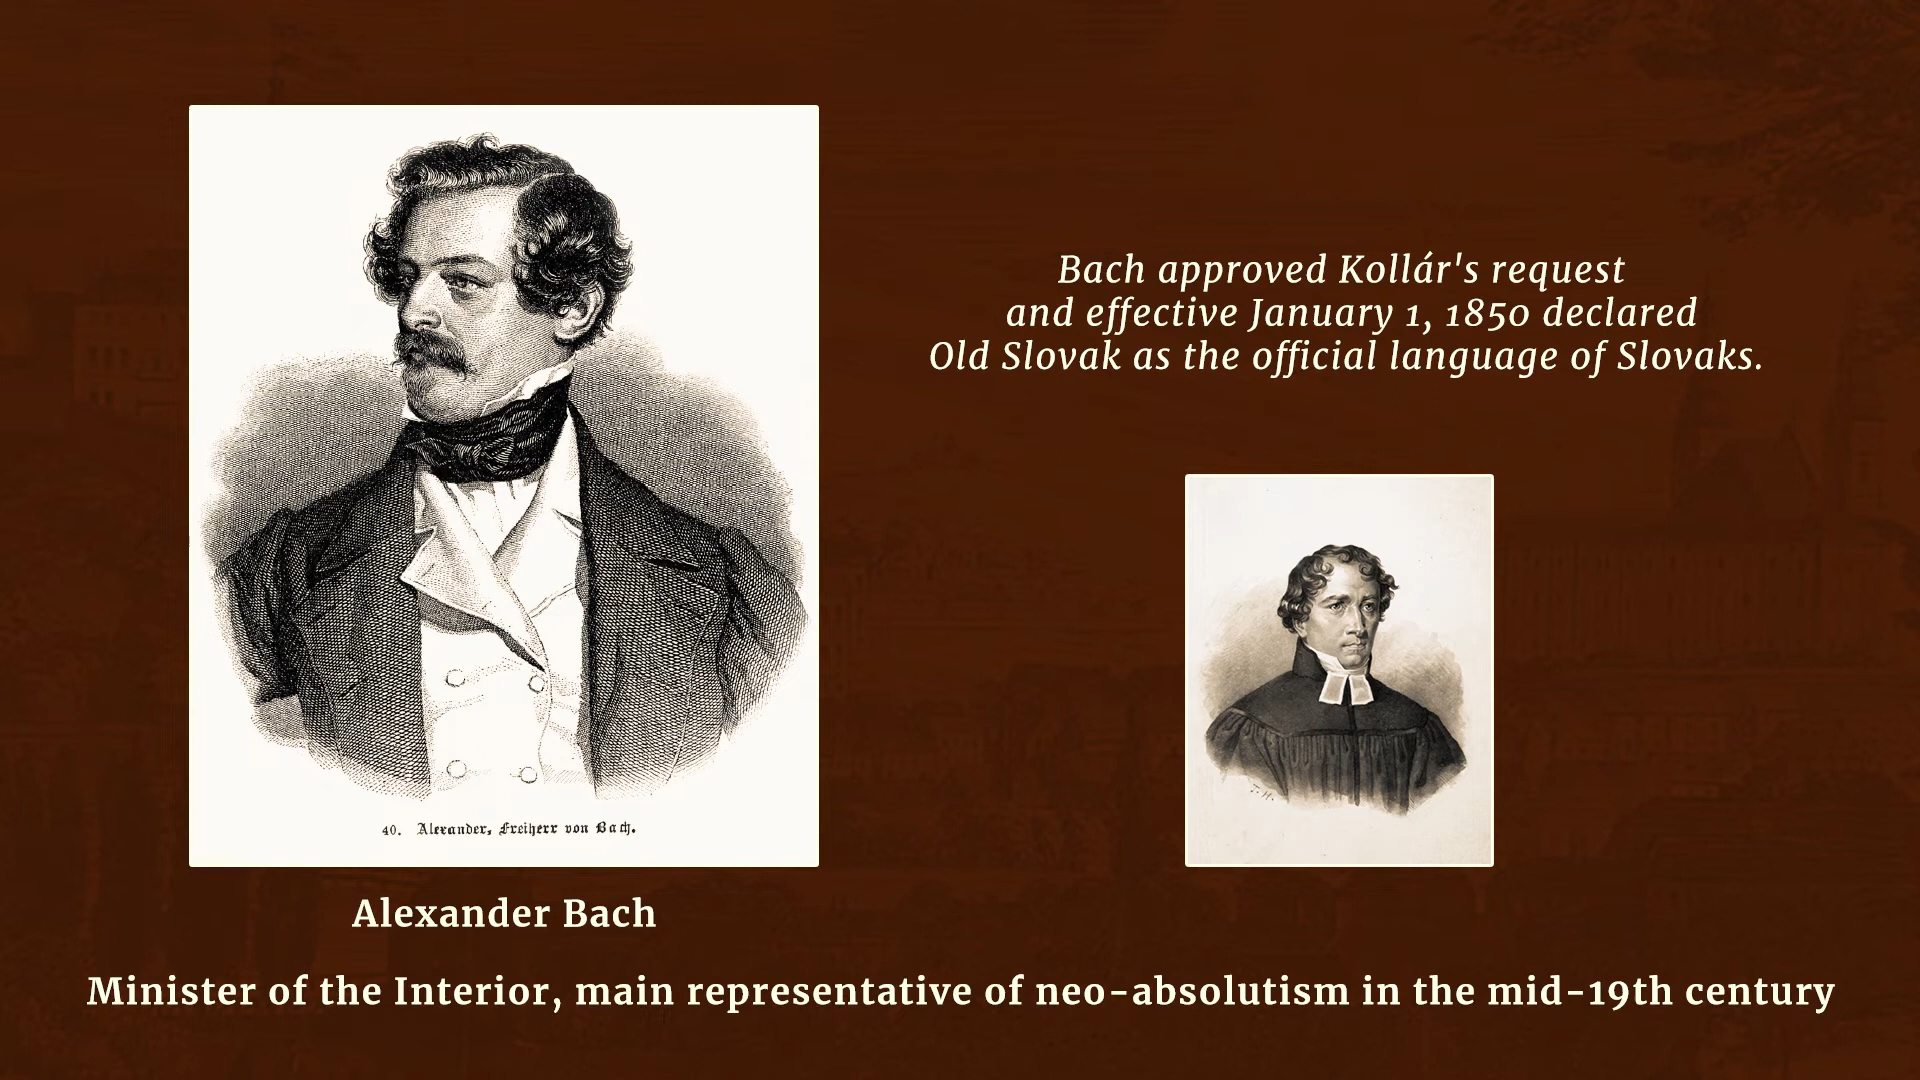 Bach approved Kollár's request
and effective January 1, 1850 declared
Old Slovak as the official language of Slovaks.
40. Alexander, Freiherr von Bach.
T. H.
Alexander Bach
Minister of the Interior, main representative of neo-absolutism in the mid-19th century